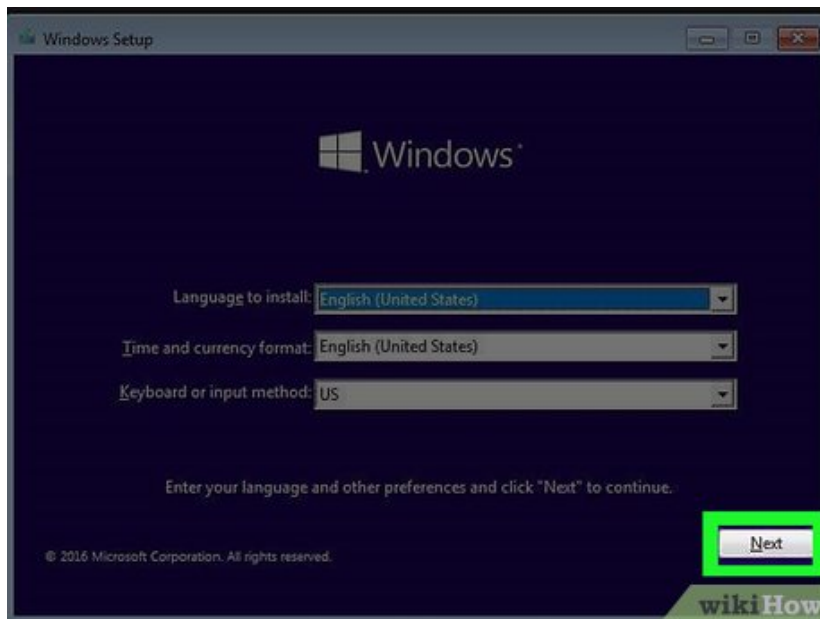 Windows Setup
Windows
Language to install: English (United States)
Time and currency format: English (United States)
Keyboard or input method: US
Enter your language and other preferences and click "Next" to continue.
Next
© 2016 Microsoft Corporation. All rights reserved.
wikiHow